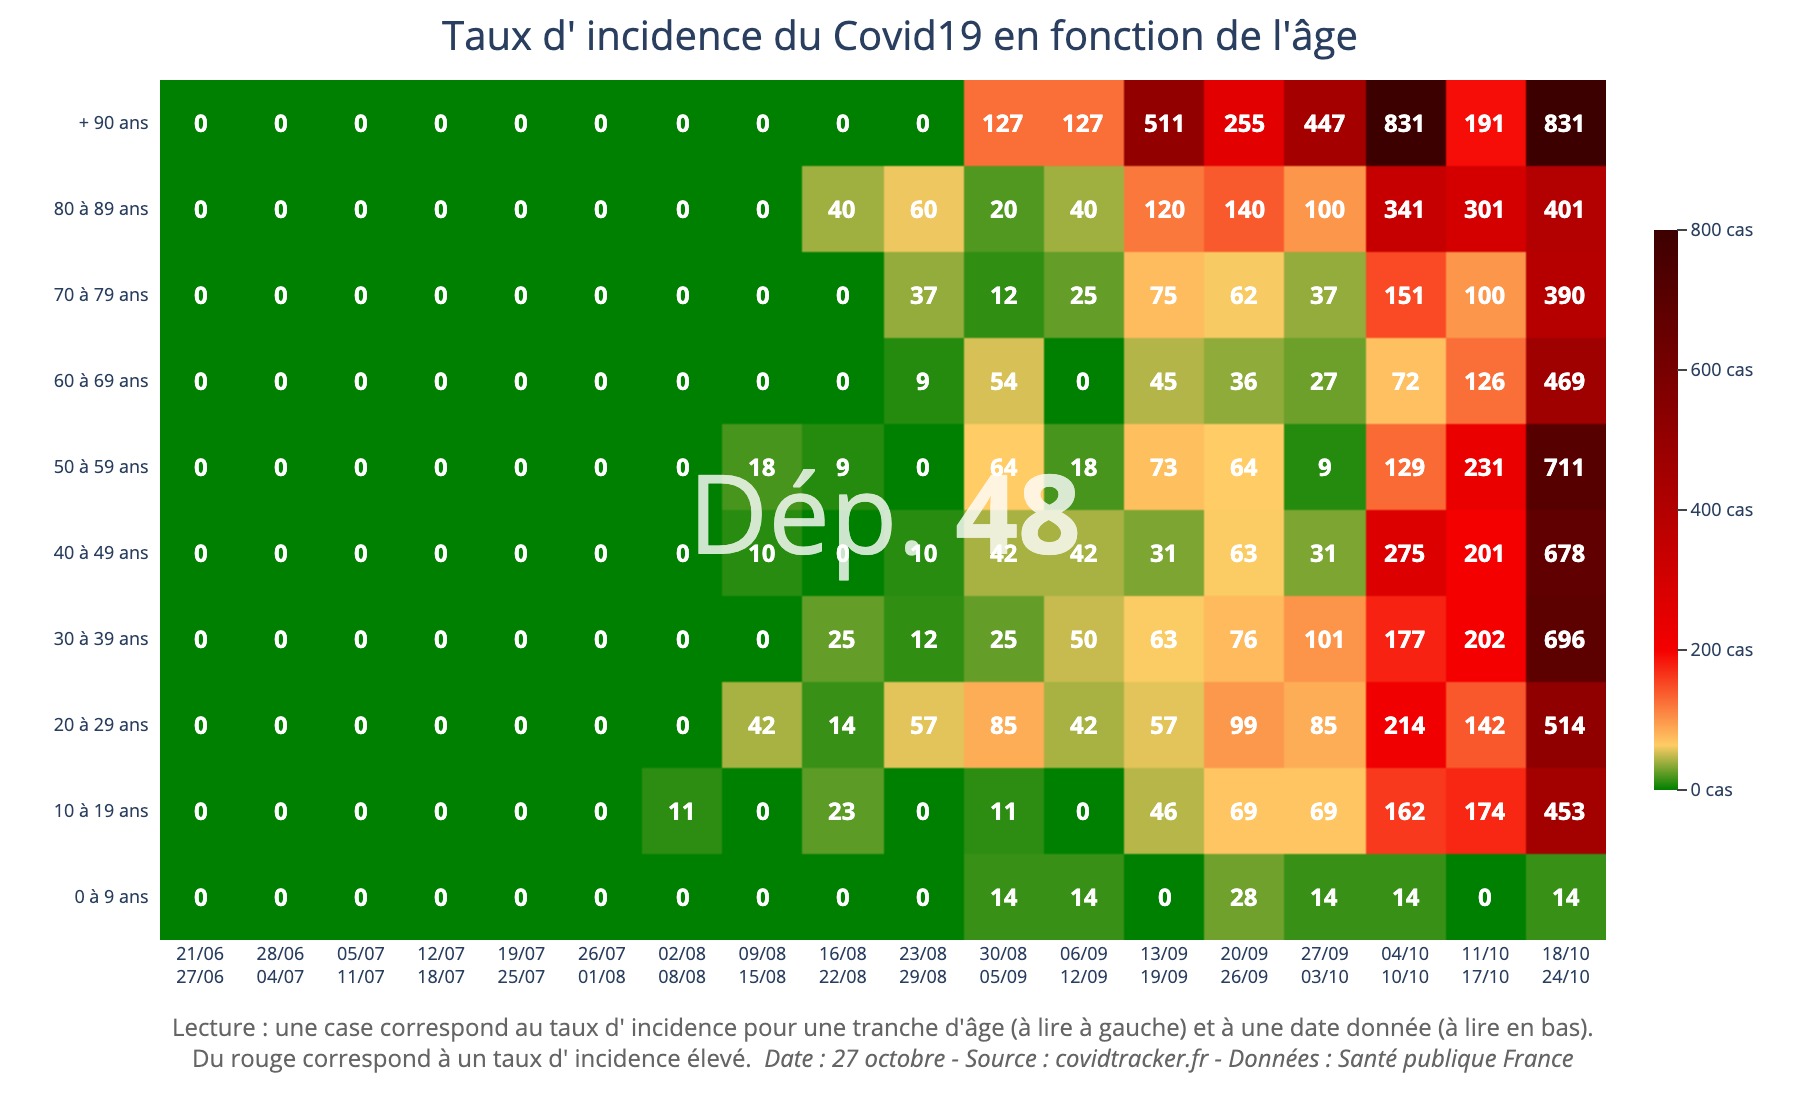 Taux d' incidence du Covid19 en fonction de l'âge
+ 90 ans 0 0 0 0 0 0 0 0 0 0 127 127 511 255 447 831 191 831
80 à 89 ans 0 0 0 0 0 0 0 0 40 60 20 40 120 140 100 341 301 401
70 à 79 ans 0 0 0 0 0 0 0 0 0 37 12 25 75 62 37 151 100 390
60 à 69 ans 0 0 0 0 0 0 0 0 0 9 54 0 45 36 27 72 126 469
50 à 59 ans 0 0 0 0 0 0 0 18 9 0 64 18 73 64 9 129 231 711
Dép. 48
40 à 49 ans 0 0 0 0 0 0 0 10 0 10 42 42 31 63 31 275 201 678
30 à 39 ans 0 0 0 0 0 0 0 0 25 12 25 50 63 76 101 177 202 696
20 à 29 ans 0 0 0 0 0 0 0 42 14 57 85 42 57 99 85 214 142 514
10 à 19 ans 0 0 0 0 0 0 11 0 23 0 11 0 46 69 69 162 174 453
0 à 9 ans 0 0 0 0 0 0 0 0 0 0 14 14 0 28 14 14 0 14
21/06 28/06 05/07 12/07 19/07 26/07 02/08 09/08 16/08 23/08 30/08 06/09 13/09 20/09 27/09 04/10 11/10 18/10
27/06 04/07 11/07 18/07 25/07 01/08 08/08 15/08 22/08 29/08 05/09 12/09 19/09 26/09 03/10 10/10 17/10 24/10
800 cas
600 cas
400 cas
200 cas
0 cas
Lecture : une case correspond au taux d' incidence pour une tranche d'âge (à lire à gauche) et à une date donnée (à lire en bas).
Du rouge correspond à un taux d' incidence élevé. Date : 27 octobre - Source : covidtracker.fr - Données : Santé publique France